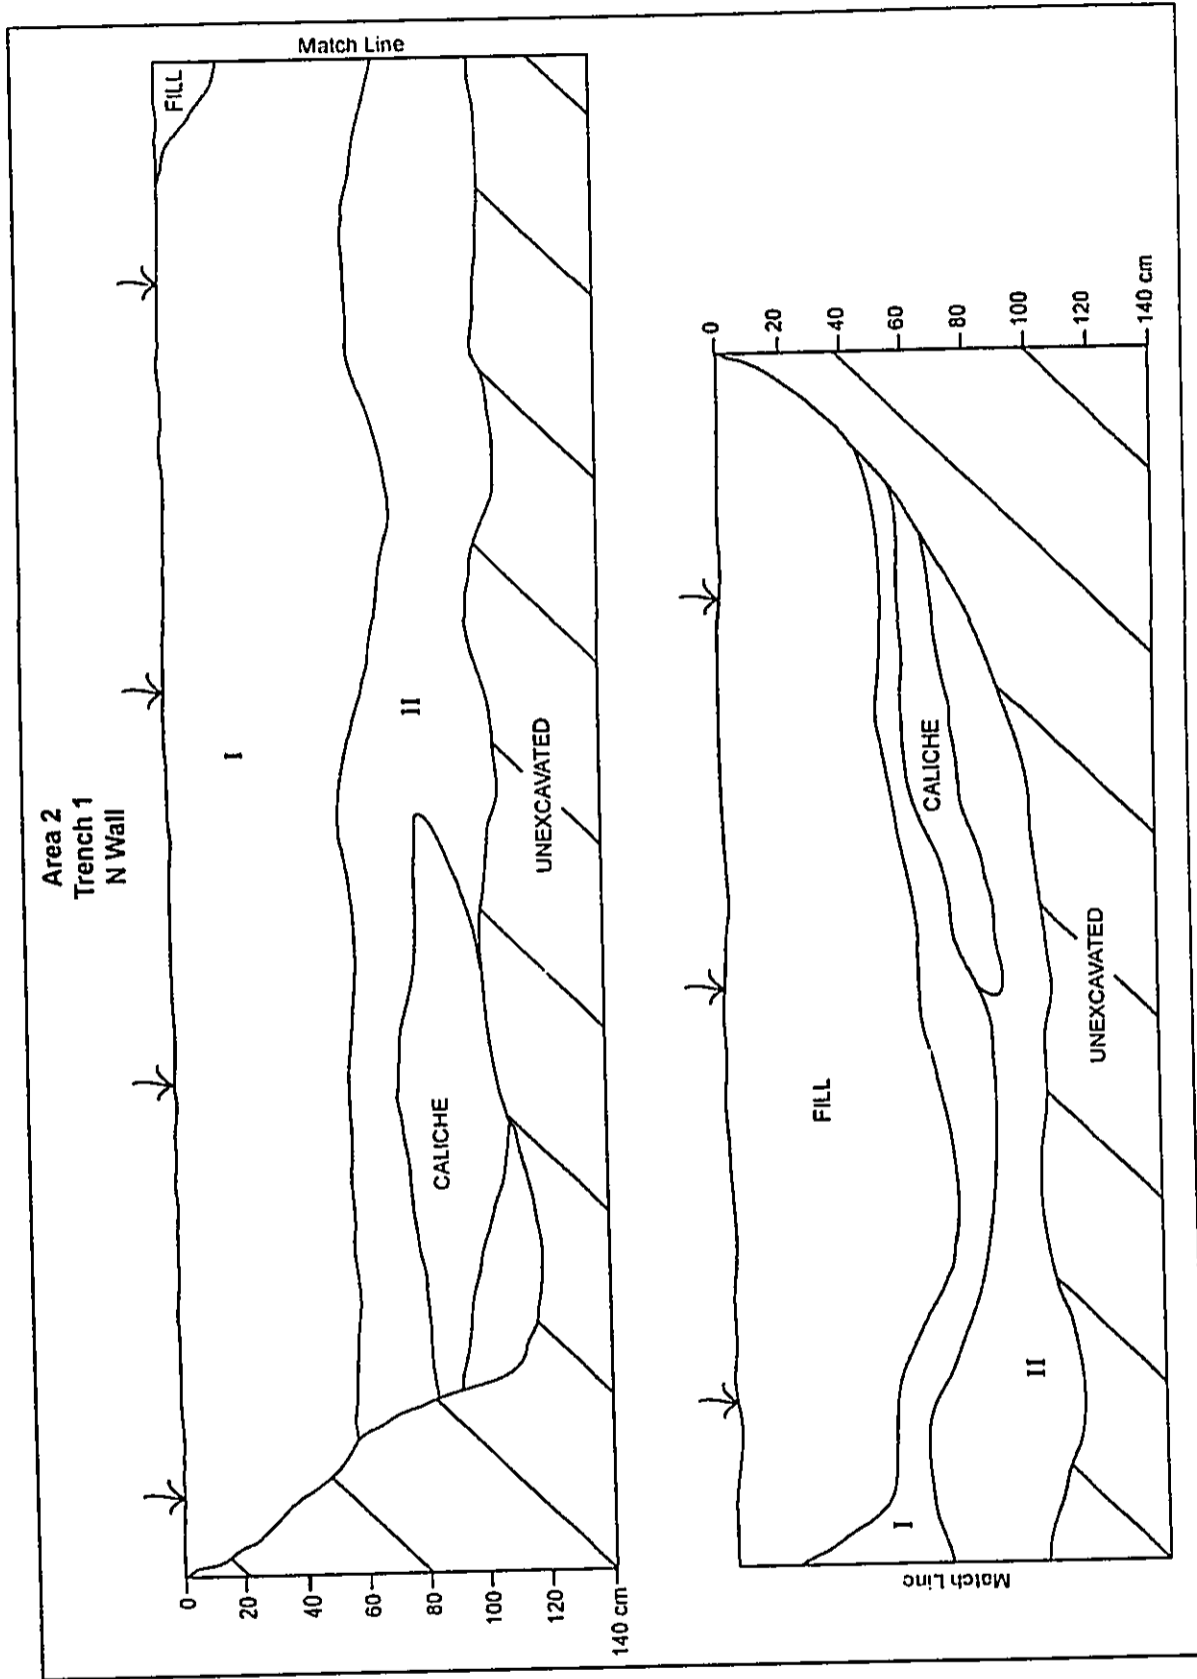 Area 2
Trench 1
N Wall
Match Line
FILL
I
II
CALICHE
UNEXCAVATED
0
20
40
60
80
100
120
140 cm
Match Line
FILL
I
II
CALICHE
UNEXCAVATED
0
20
40
60
80
100
120
140 cm